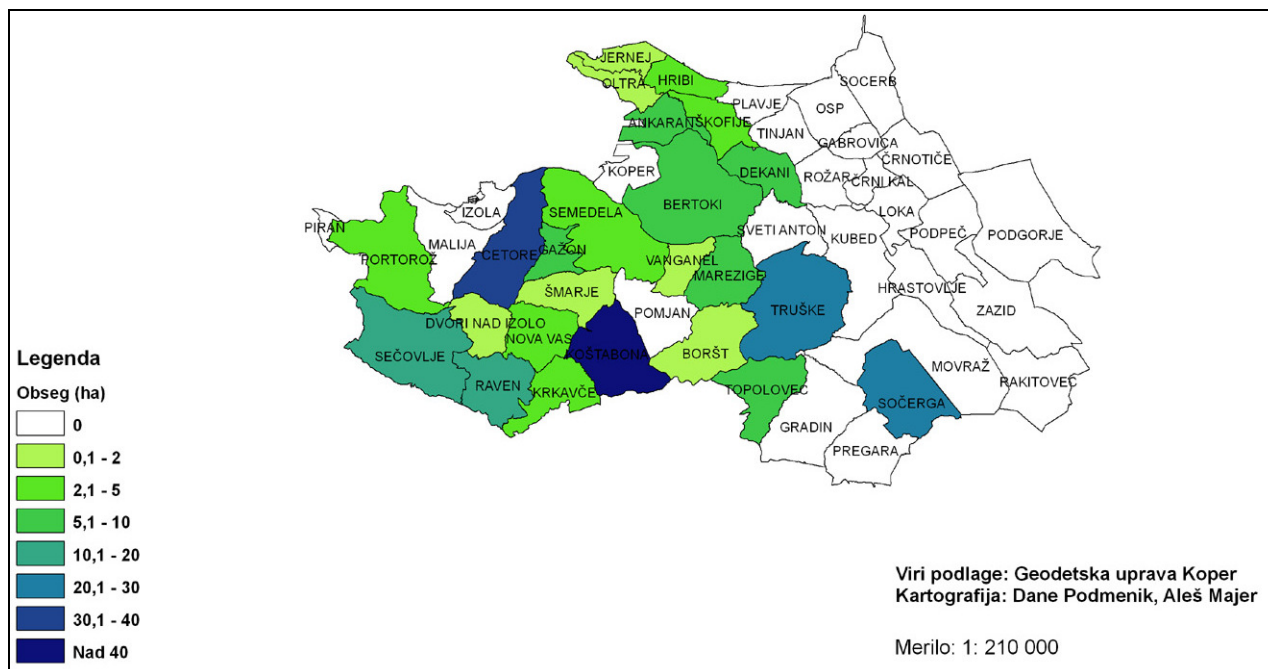 JERNEJ
OLTRA
HRIBI
SOCERB
PLAVJE
OSP
ANKARAN
ŠKOFIJE
TINJAN
GABROVICA
ČRNOTIČE
KOPER
DEKANI
ROŽAR
ČRNI KAL
BERTOKI
LOKA
IZOLA
SEMEDELA
PIRAN
SVETI ANTON
KUBED
PODPEČ
PODGORJE
MALIJA
CETORE
GAŽON
PORTOROŽ
VANGANEL
MAREZIGE
HRASTOVLJE
ŠMARJE
POMJAN
TRUŠKE
ZAZID
DVORI NAD IZOLO
NOVA VAS
SEČOVLJE
KOŠTABONA
BORŠT
MOVRAŽ
RAKITOVEC
RAVEN
KRKAVČE
TOPOLOVEC
SOČERGA
GRADIN
PREGARA
Legenda
Obseg (ha)
0
0,1 - 2
2,1 - 5
5,1 - 10
10,1 - 20
20,1 - 30
30,1 - 40
Nad 40
Viri podlage: Geodetska uprava Koper
Kartografija: Dane Podmenik, Aleš Majer
Merilo: 1: 210 000